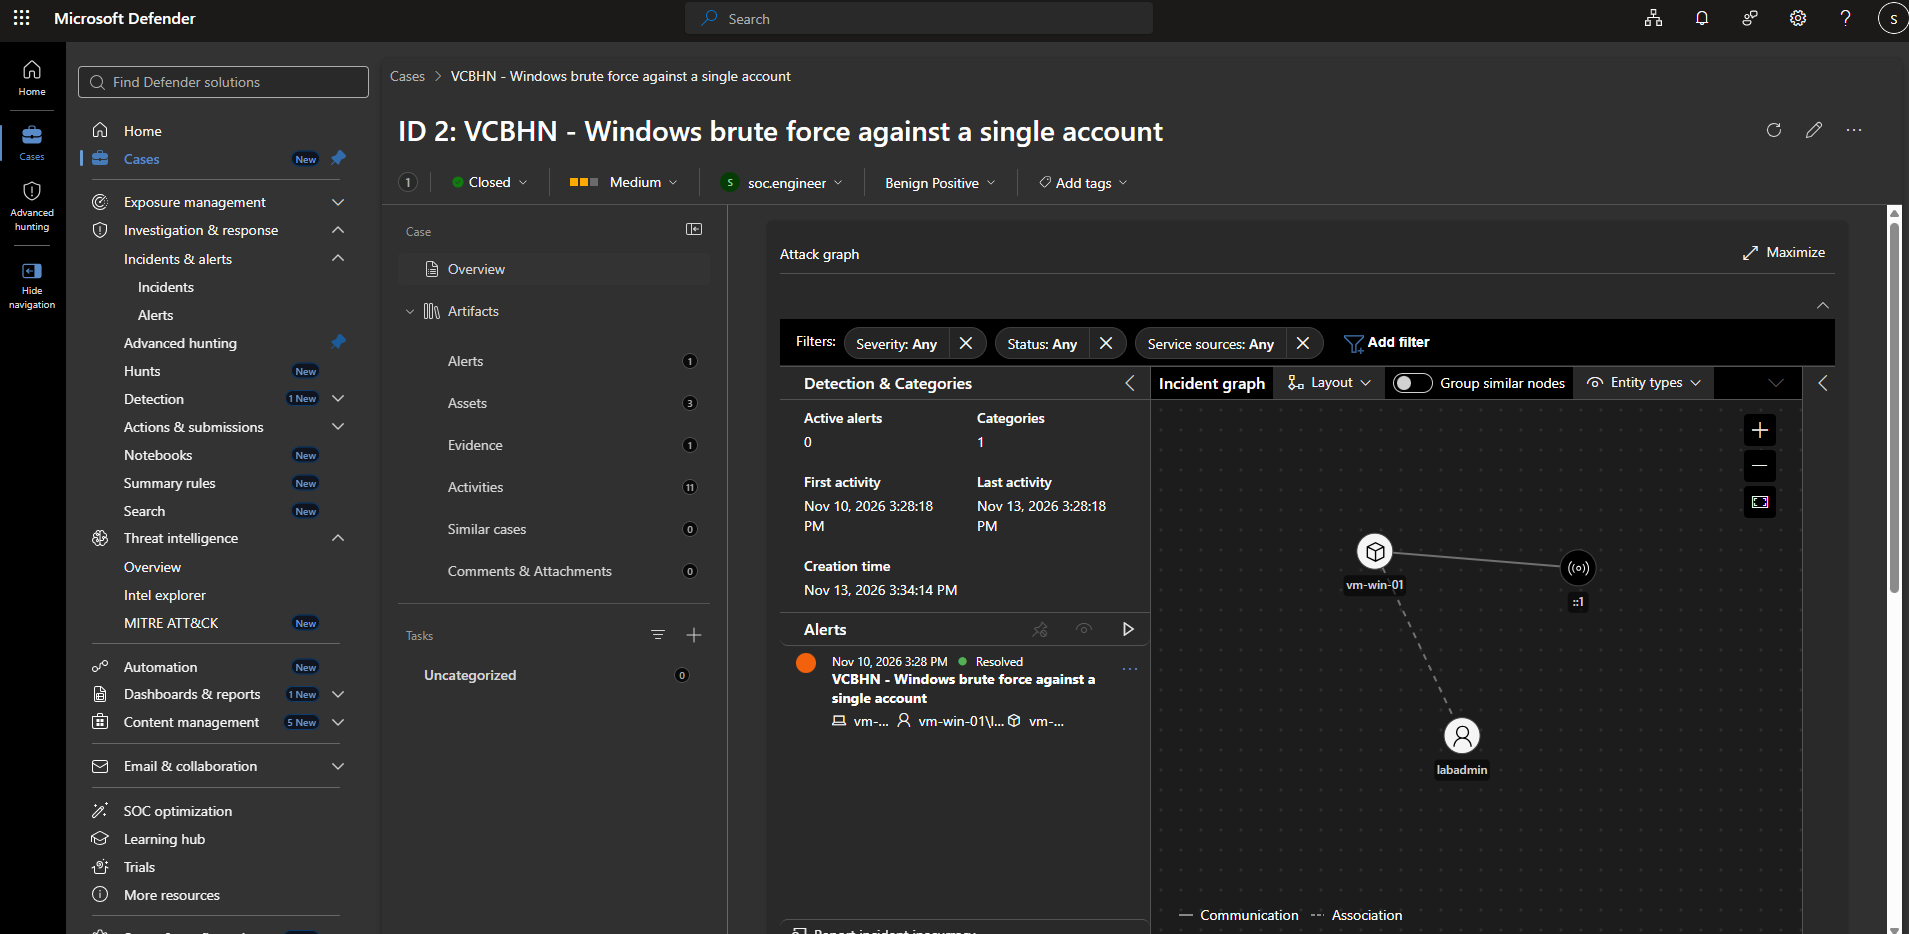 Microsoft Defender
Search
S
Home
Cases
Advanced
hunting
Hide
navigation
Find Defender solutions
Home
Cases New
Exposure management
Investigation & response
Incidents & alerts
Incidents
Alerts
Advanced hunting
Hunts New
Detection 1 New
Actions & submissions
Notebooks New
Summary rules New
Search New
Threat intelligence
Overview
Intel explorer
MITRE ATT&CK New
Automation New
Dashboards & reports 1 New
Content management 5 New
Email & collaboration
SOC optimization
Learning hub
Trials
More resources
Cases > VCBHN - Windows brute force against a single account
ID 2: VCBHN - Windows brute force against a single account
1 Closed Medium S soc.engineer Benign Positive Add tags
Case
Overview
Artifacts
Alerts 1
Assets 3
Evidence 1
Activities 11
Similar cases 0
Comments & Attachments 0
Tasks
Uncategorized 0
Attack graph
Maximize
Filters: Severity: Any Status: Any Service sources: Any Add filter
Detection & Categories
Active alerts Categories
0 1
First activity Last activity
Nov 10, 2026 3:28:18 Nov 13, 2026 3:28:18
PM PM
Creation time
Nov 13, 2026 3:34:14 PM
Alerts
Nov 10, 2026 3:28 PM Resolved
VCBHN - Windows brute force against a
single account
vm-... vm-win-01\l... vm-...
Incident graph Layout Group similar nodes Entity types
vm-win-01
::1
labadmin
Communication Association